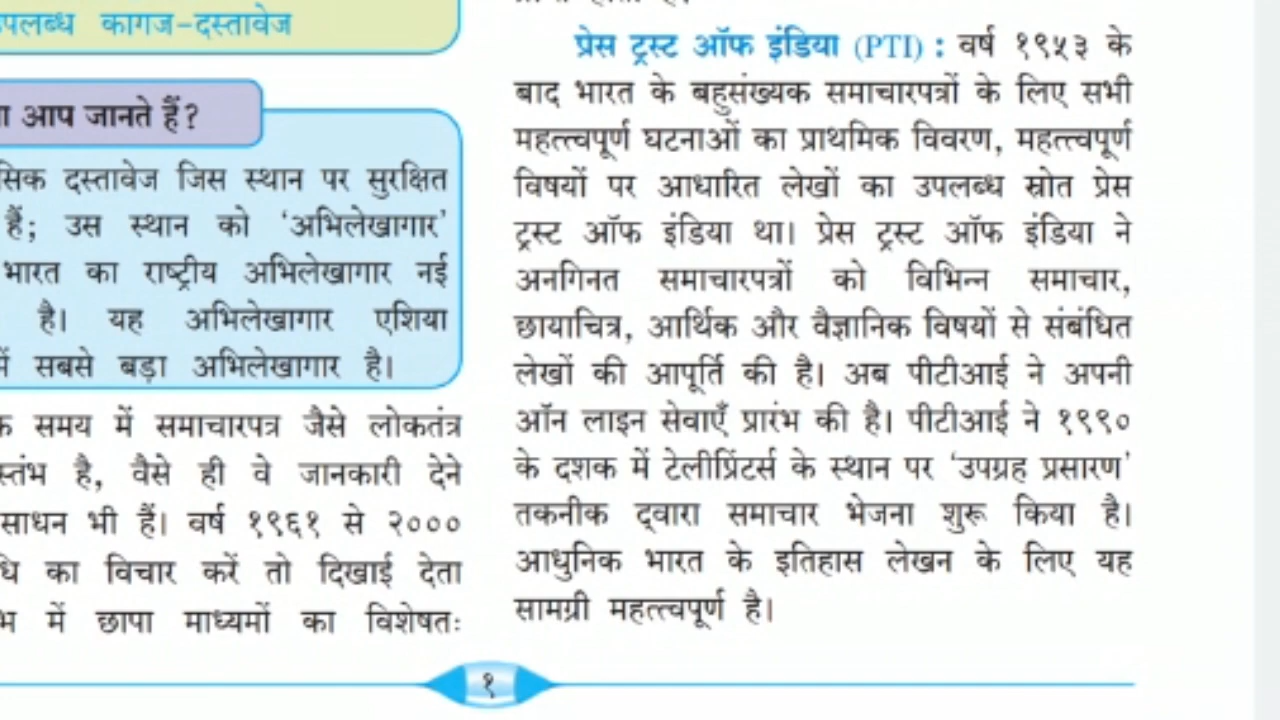 उपलब्ध कागज-दस्तावेज
आप जानते हैं?
दस्तावेज जिस स्थान पर सुरक्षित
हैं; उस स्थान को ‘अभिलेखागार’
भारत का राष्ट्रीय अभिलेखागार नई
है। यह अभिलेखागार एशिया
में सबसे बड़ा अभिलेखागार है।
समय में समाचारपत्र जैसे लोकतंत्र
है, वैसे ही वे जानकारी देने
साधन भी हैं। वर्ष १९६१ से २०००
का विचार करें तो दिखाई देता
में छापा माध्यमों का विशेषतः
प्रेस ट्रस्ट ऑफ इंडिया (PTI) : वर्ष १९५३ के
बाद भारत के बहुसंख्यक समाचारपत्रों के लिए सभी
महत्त्वपूर्ण घटनाओं का प्राथमिक विवरण, महत्त्वपूर्ण
विषयों पर आधारित लेखों का उपलब्ध स्रोत प्रेस
ट्रस्ट ऑफ इंडिया था। प्रेस ट्रस्ट ऑफ इंडिया ने
अनगिनत समाचारपत्रों को विभिन्न समाचार,
छायाचित्र, आर्थिक और वैज्ञानिक विषयों से संबंधित
लेखों की आपूर्ति की है। अब पीटीआई ने अपनी
ऑन लाइन सेवाएँ प्रारंभ की है। पीटीआई ने १९९०
के दशक में टेलीप्रिंटर्स के स्थान पर ‘उपग्रह प्रसारण’
तकनीक द्‌वारा समाचार भेजना शुरू किया है।
आधुनिक भारत के इतिहास लेखन के लिए यह
सामग्री महत्त्वपूर्ण है।
१